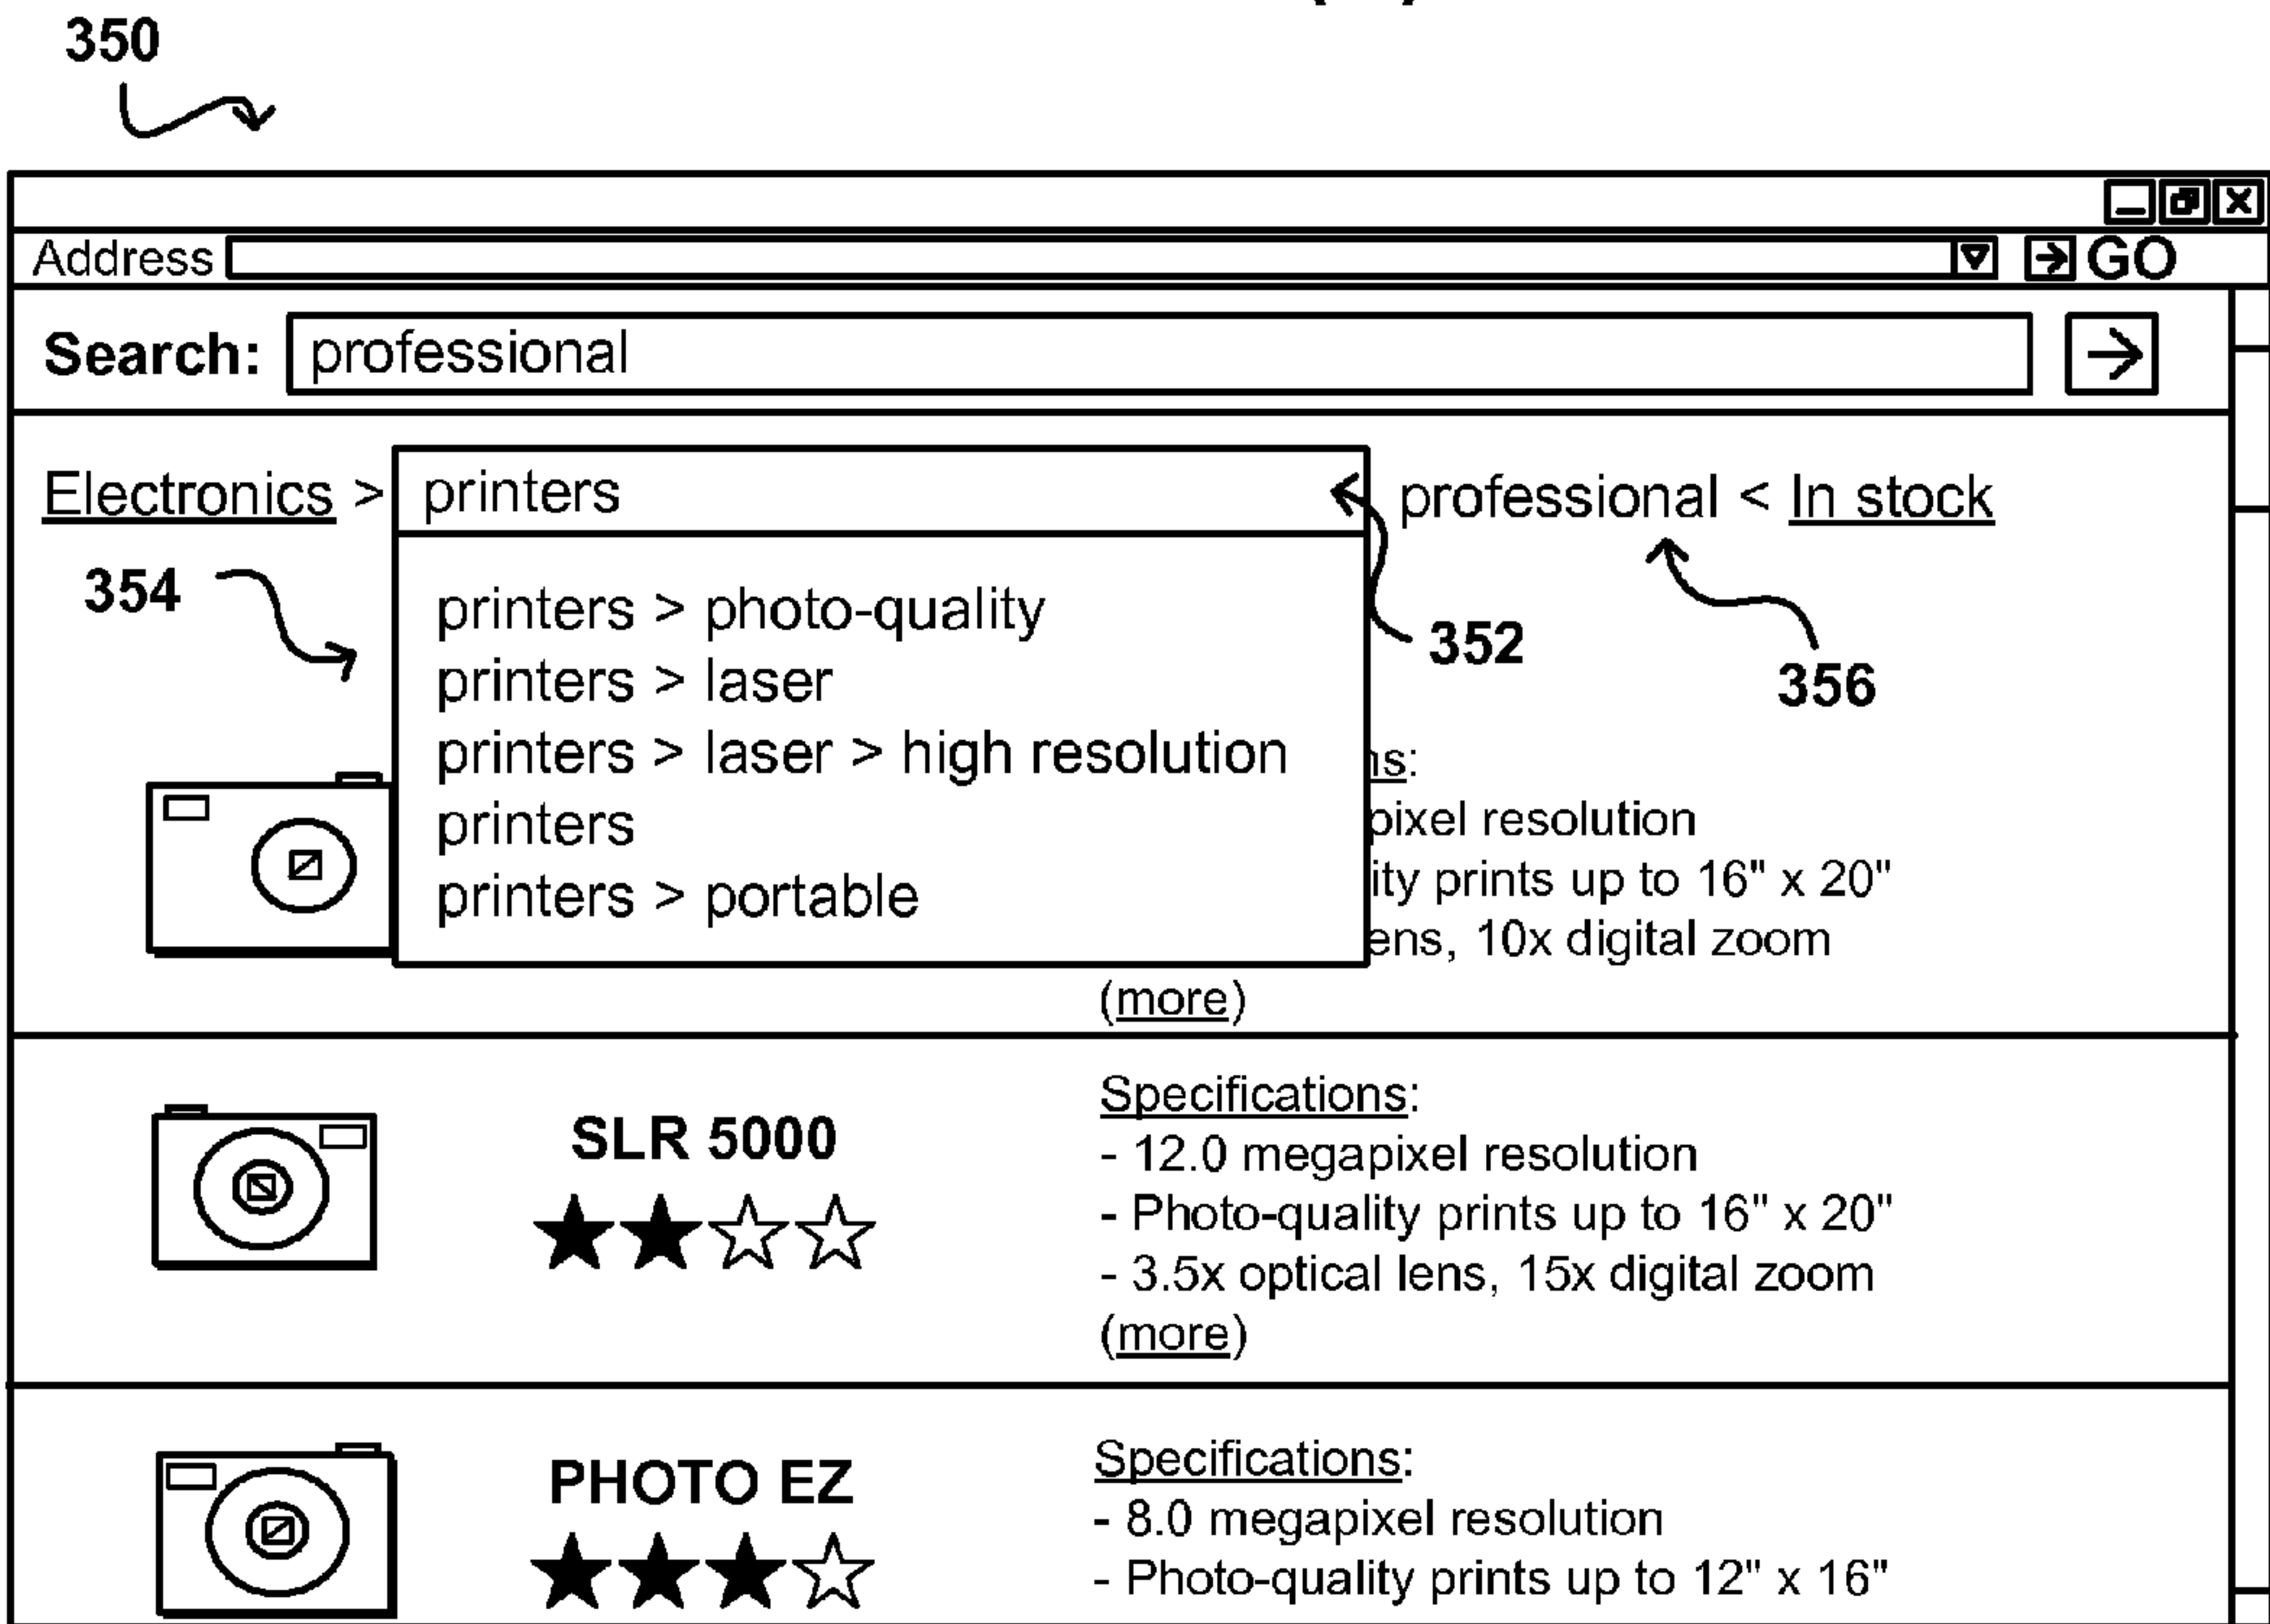 350
Address GO
Search: professional
Electronics > printers professional < In stock
354
352
356
printers > photo-quality
printers > laser
printers > laser > high resolution
printers
printers > portable
pixel resolution
prints up to 16" x 20"
10x digital zoom
(more)
SLR 5000
Specifications:
- 12.0 megapixel resolution
- Photo-quality prints up to 16" x 20"
- 3.5x optical lens, 15x digital zoom
(more)
PHOTO EZ
Specifications:
- 8.0 megapixel resolution
- Photo-quality prints up to 12" x 16"